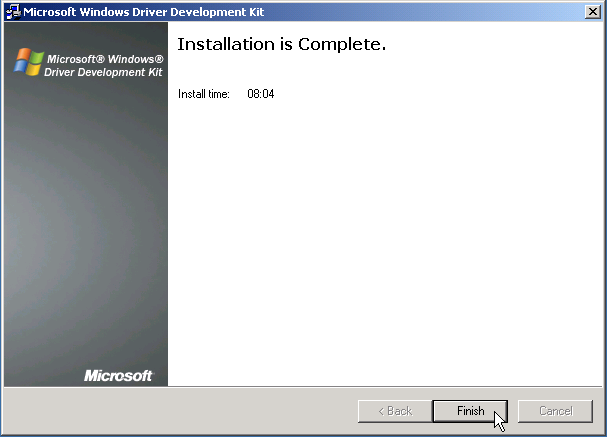 Microsoft Windows Driver Development Kit
Installation is Complete.
Microsoft® Windows®
Driver Development Kit
Install time: 08:04
Microsoft
< Back Finish Cancel